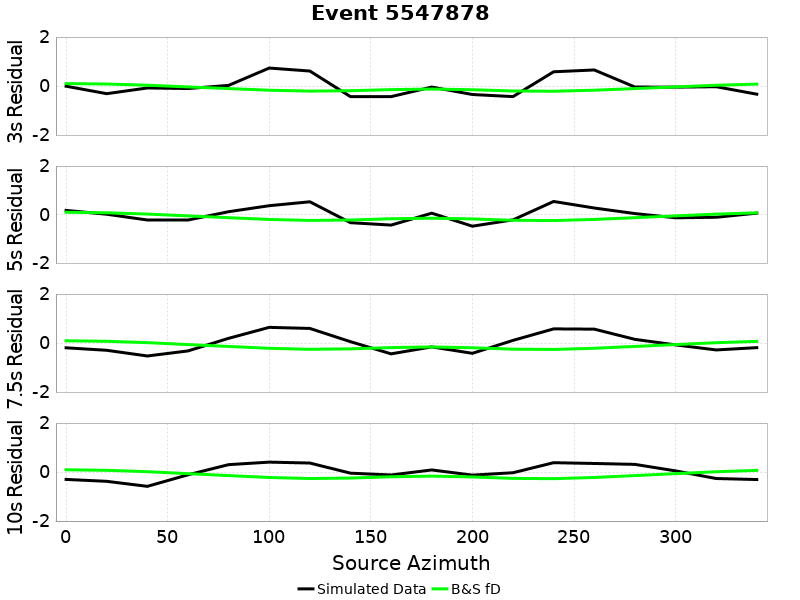 Event 5547878
3s Residual
2
0
-2
5s Residual
2
0
-2
7.5s Residual
2
0
-2
10s Residual
2
0
-2
0 50 100 150 200 250 300
Source Azimuth
Simulated Data B&S fD